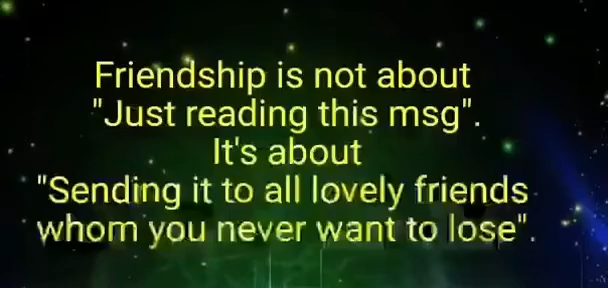 Friendship is not about
"Just reading this msg".
It's about
"Sending it to all lovely friends
whom you never want to lose".